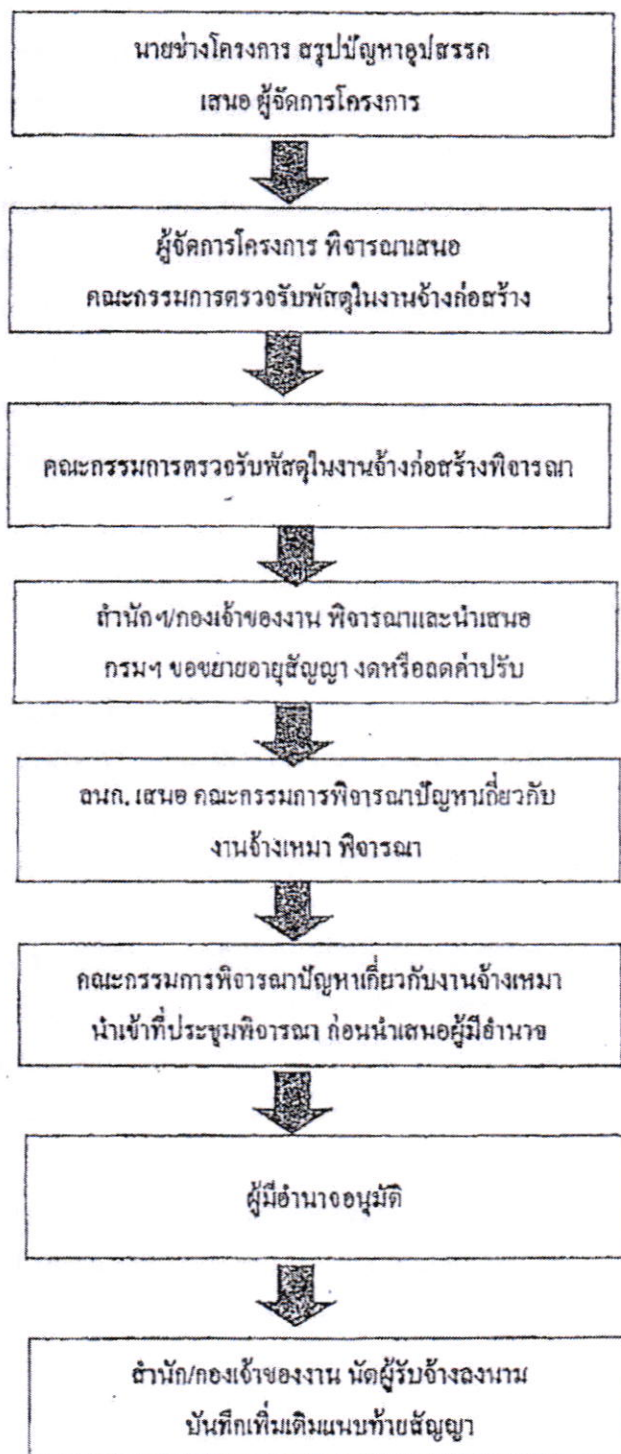 นายช่างโครงการ สรุปปัญหาอุปสรรค
เสนอ ผู้จัดการโครงการ
ผู้จัดการโครงการ พิจารณาเสนอ
คณะกรรมการตรวจรับพัสดุในงานจ้างก่อสร้าง
คณะกรรมการตรวจรับพัสดุในงานจ้างก่อสร้างพิจารณา
สำนักฯ/กองเจ้าของงาน พิจารณาและนำเสนอ
กรมฯ ขอขยายอายุสัญญา งดหรือลดค่าปรับ
ลนก. เสนอ คณะกรรมการพิจารณาปัญหาเกี่ยวกับ
งานจ้างเหมา พิจารณา
คณะกรรมการพิจารณาปัญหาเกี่ยวกับงานจ้างเหมา
นำเข้าที่ประชุมพิจารณา ก่อนนำเสนอผู้มีอำนาจ
ผู้มีอำนาจอนุมัติ
สำนัก/กองเจ้าของงาน นัดผู้รับจ้างลงนาม
บันทึกเพิ่มเติมแนบท้ายสัญญา